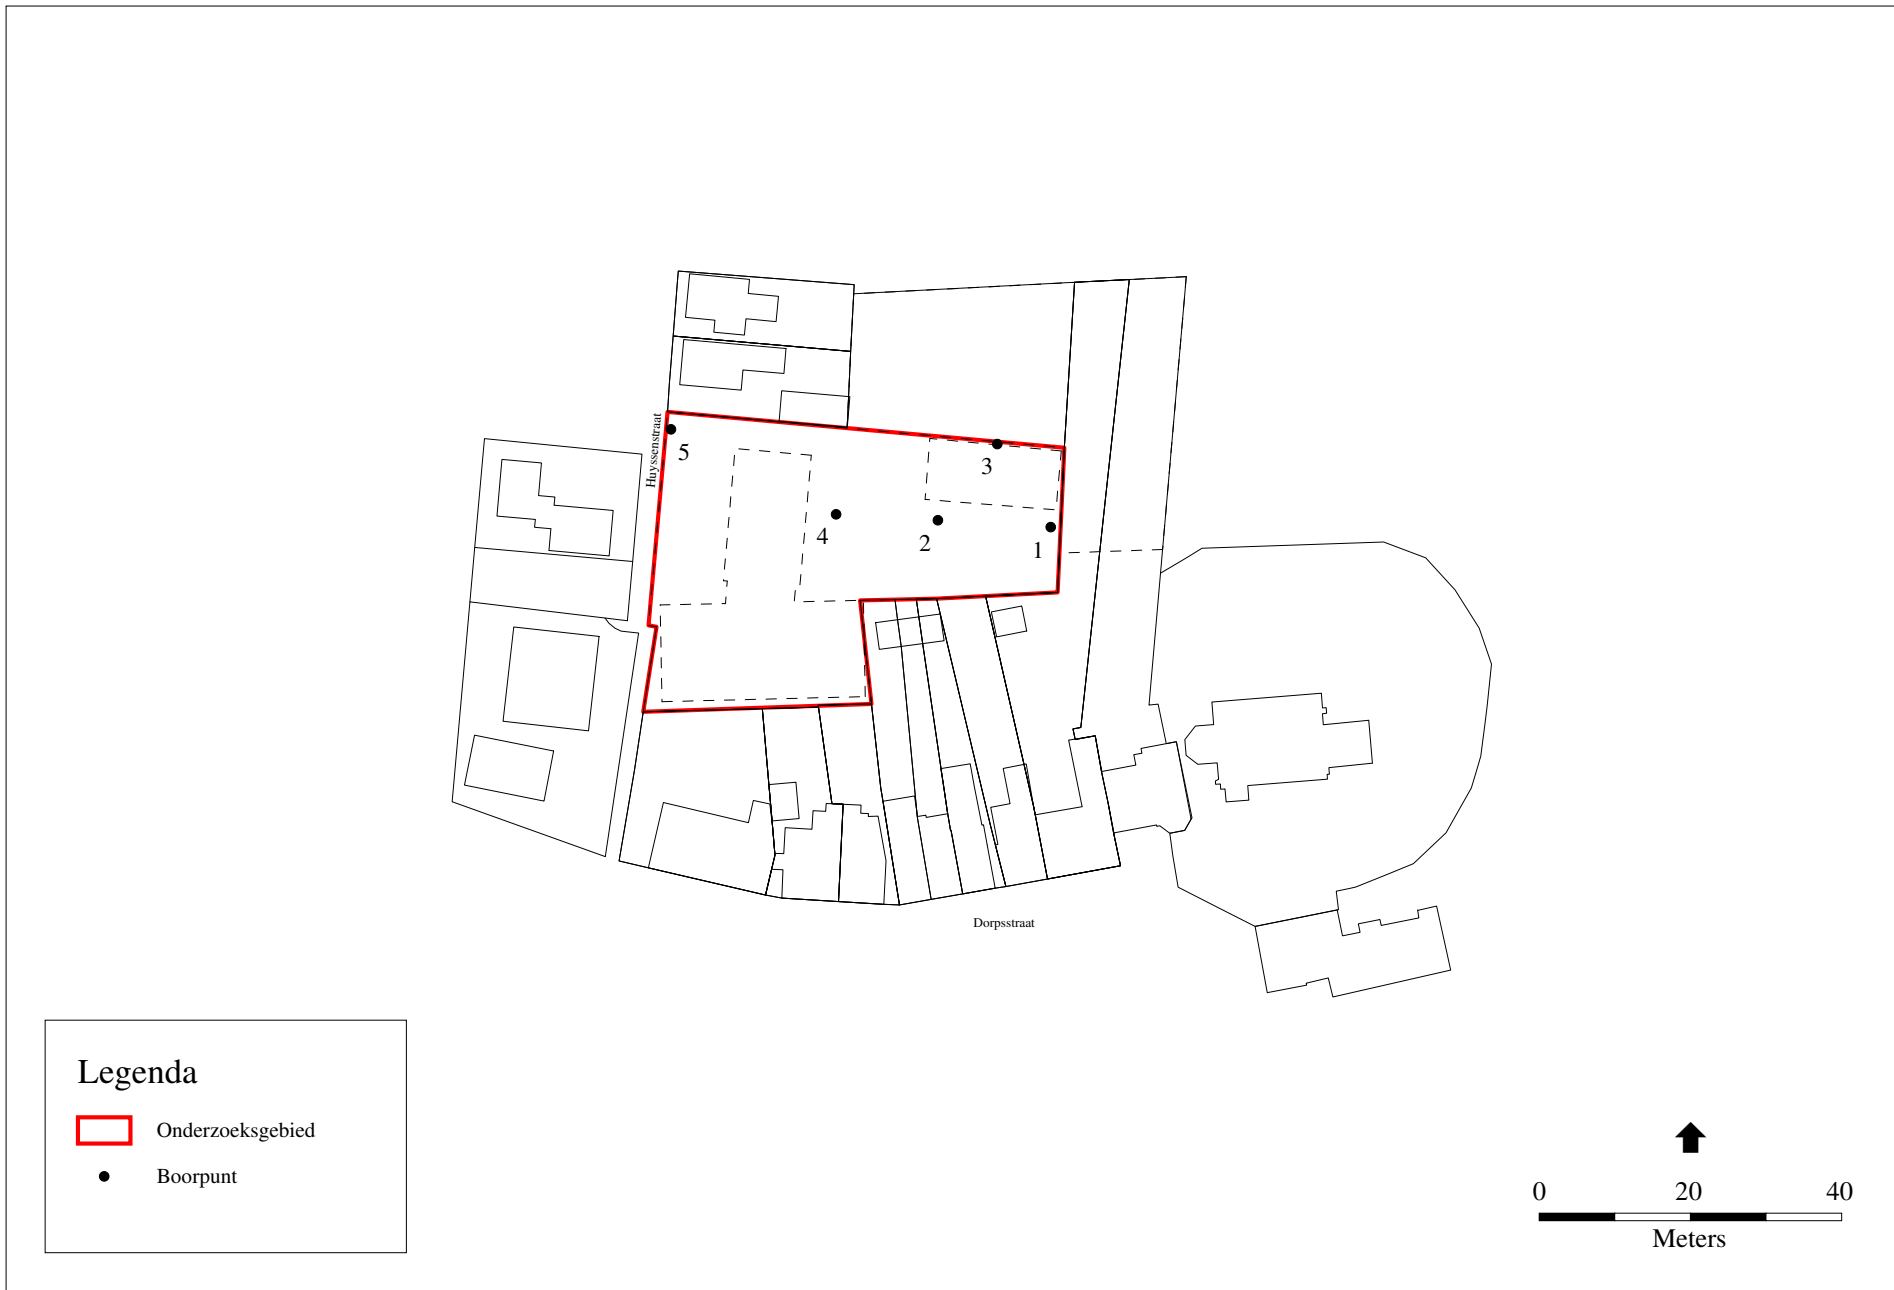 Huyssenstraat
5
3
4
2
1
Dorpsstraat
Legenda
Onderzoeksgebied
Boorpunt
0 20 40
Meters